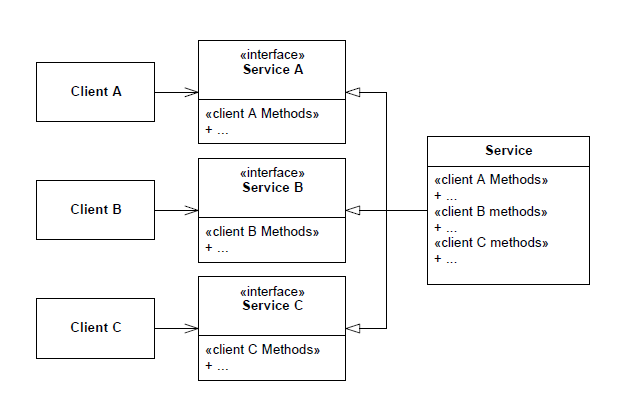 Client A
«interface»
Service A
«client A Methods»
+ ...
Client B
«interface»
Service B
«client B Methods»
+ ...
Client C
«interface»
Service C
«client C Methods»
+ ...
Service
«client A Methods»
+ ...
«client B methods»
+ ...
«client C methods»
+ ...